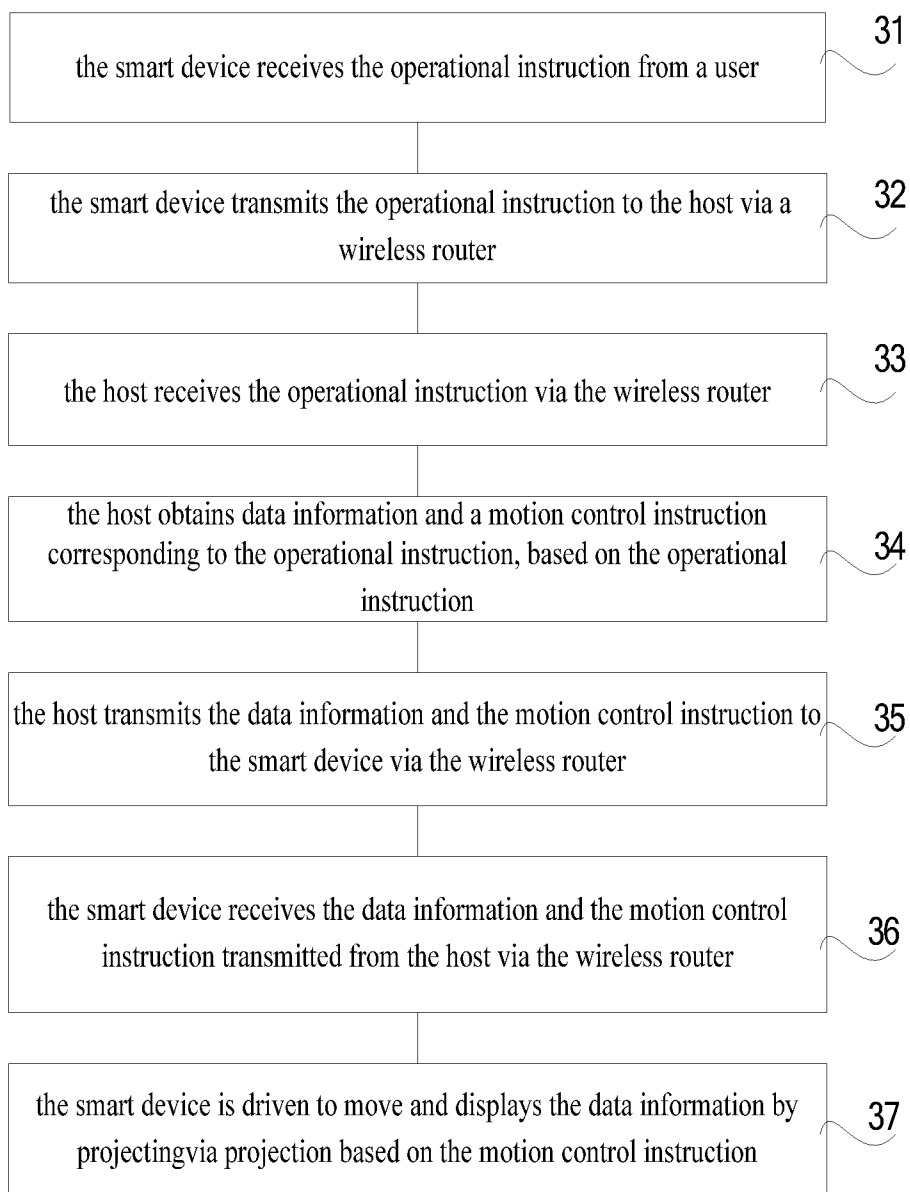 31
the smart device receives the operational instruction from a user
32
the smart device transmits the operational instruction to the host via a
wireless router
33
the host receives the operational instruction via the wireless router
34
the host obtains data information and a motion control instruction
corresponding to the operational instruction, based on the operational
instruction
35
the host transmits the data information and the motion control instruction to
the smart device via the wireless router
36
the smart device receives the data information and the motion control
instruction transmitted from the host via the wireless router
37
the smart device is driven to move and displays the data information by
projectingvia projection based on the motion control instruction